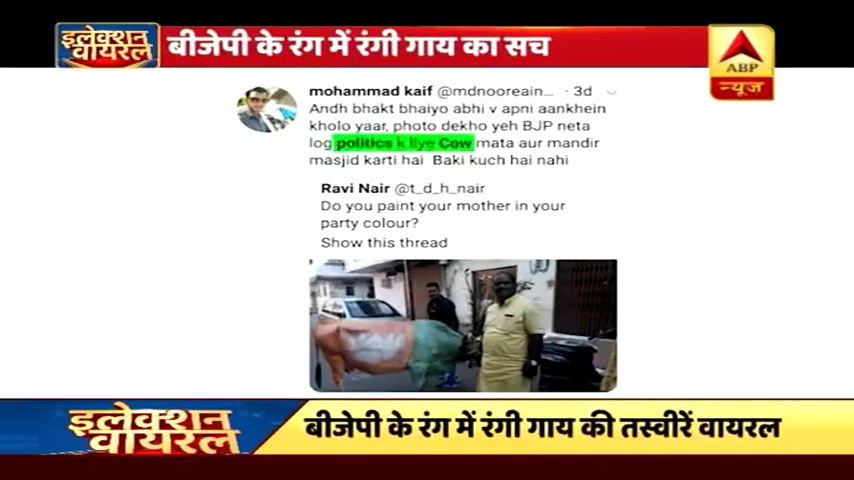 इलेक्शन
वायरल
बीजेपी के रंग में रंगी गाय का सच
ABP
न्यूज़
mohammad kaif @mdnooreain... · 3d
Andh bhakt bhaiyo abhi v apni aankhein
kholo yaar, photo dekho yeh BJP neta
log politics k liye Cow mata aur mandir
masjid karti hai Baki kuch hai nahi
Ravi Nair @t_d_h_nair
Do you paint your mother in your
party colour?
Show this thread
इलेक्शन
वायरल
बीजेपी के रंग में रंगी गाय की तस्वीरें वायरल